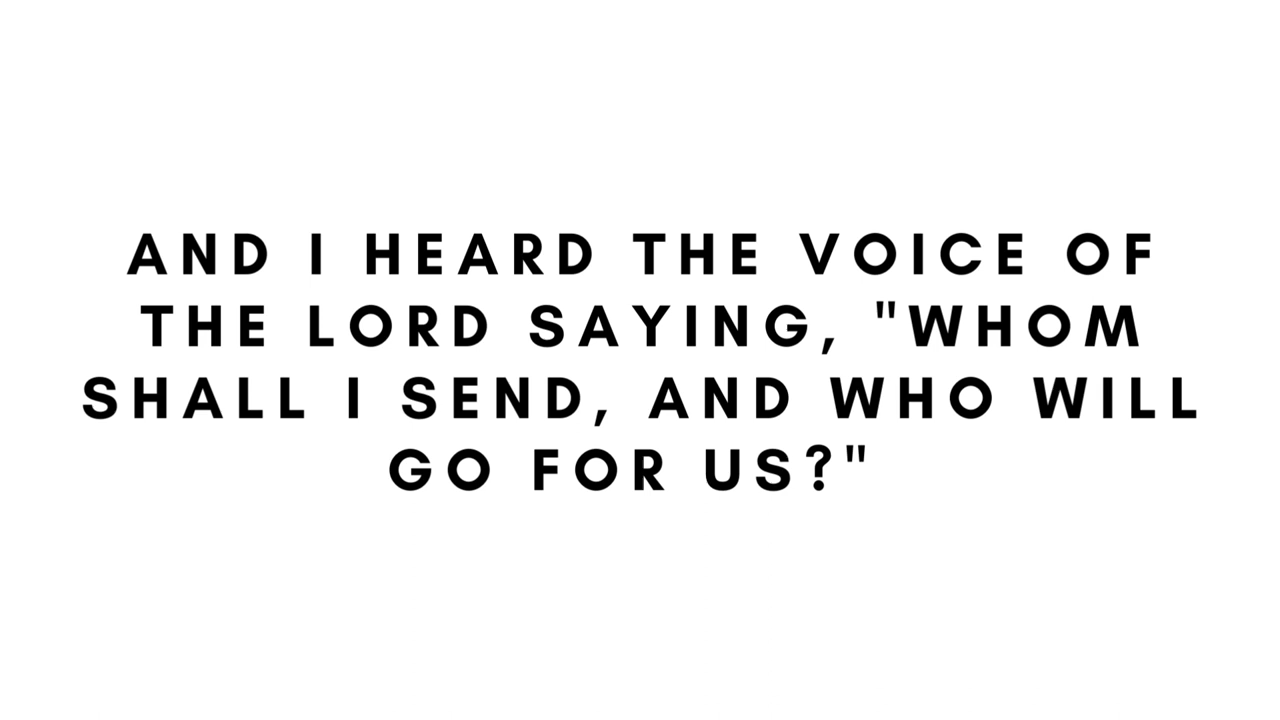 AND I HEARD THE VOICE OF
THE LORD SAYING, "WHOM
SHALL I SEND, AND WHO WILL
GO FOR US?"